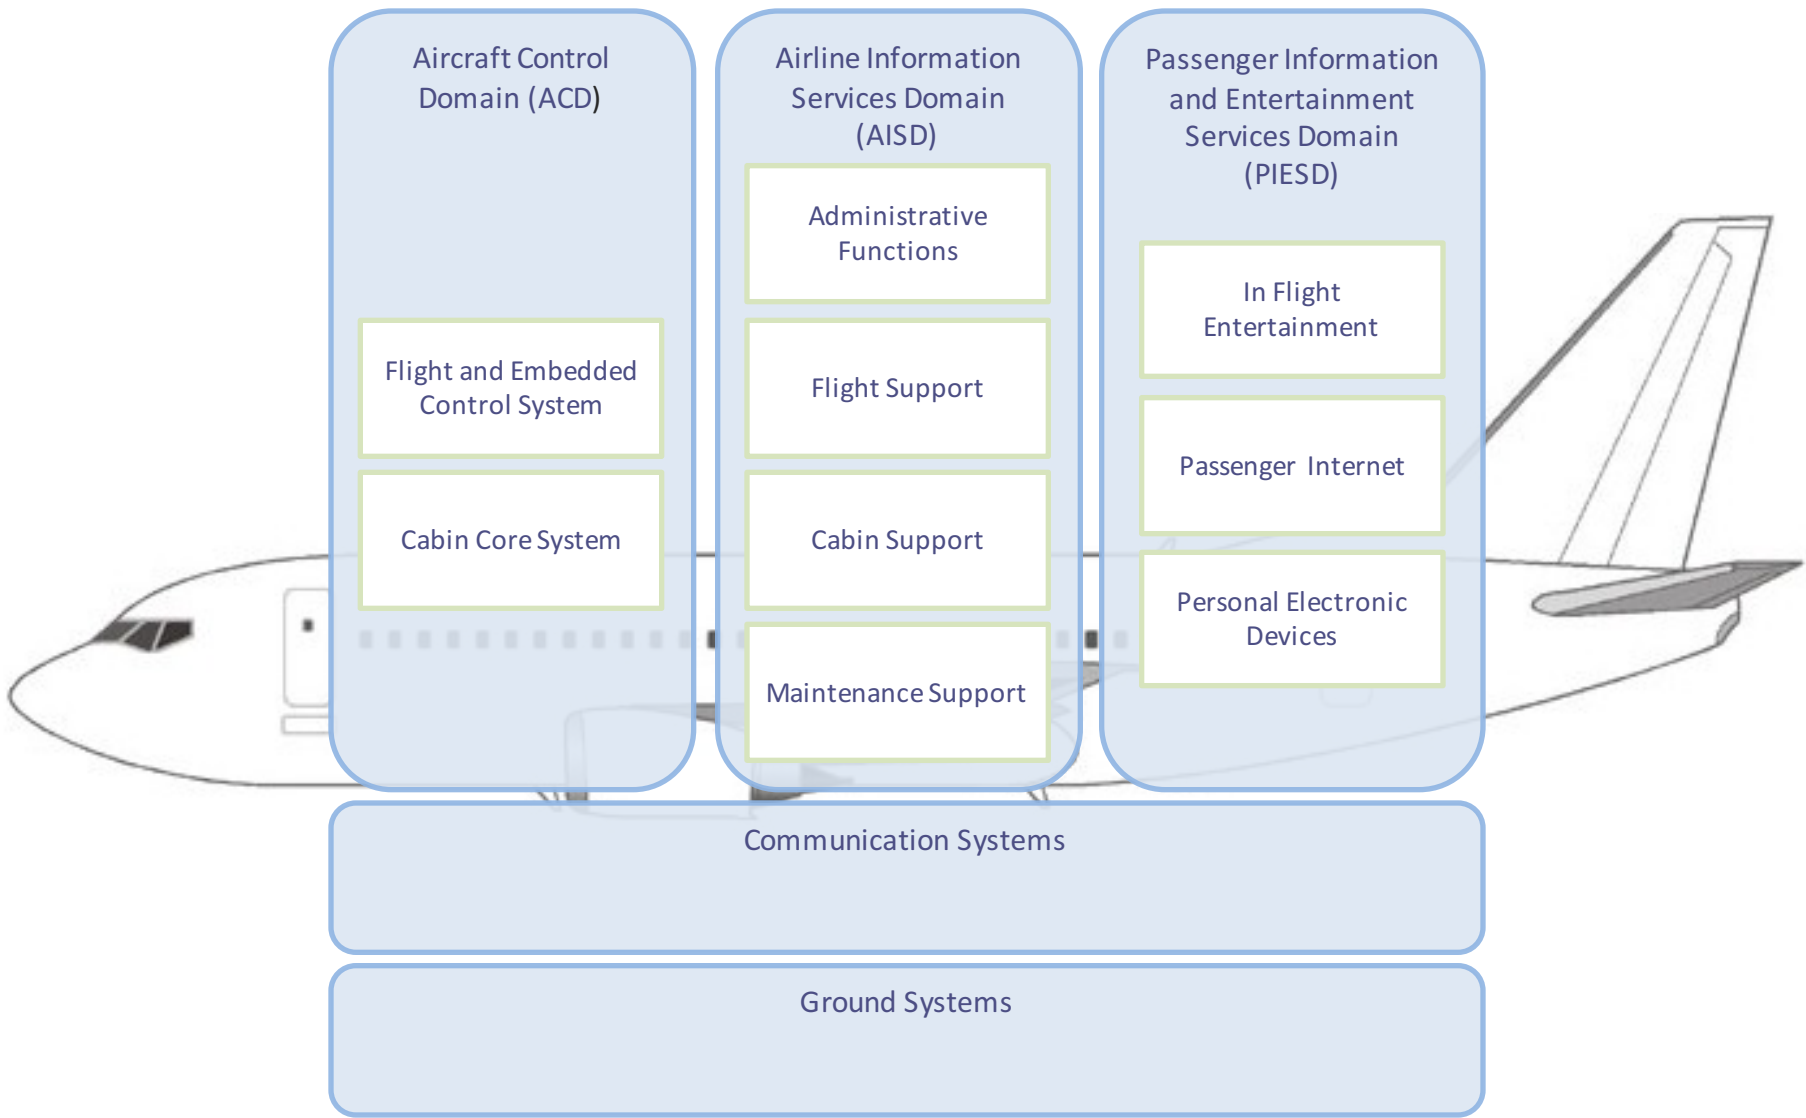 Aircraft Control
Domain (ACD)
Flight and Embedded
Control System
Cabin Core System
Airline Information
Services Domain
(AISD)
Administrative
Functions
Flight Support
Cabin Support
Maintenance Support
Passenger Information
and Entertainment
Services Domain
(PIESD)
In Flight
Entertainment
Passenger Internet
Personal Electronic
Devices
Communication Systems
Ground Systems